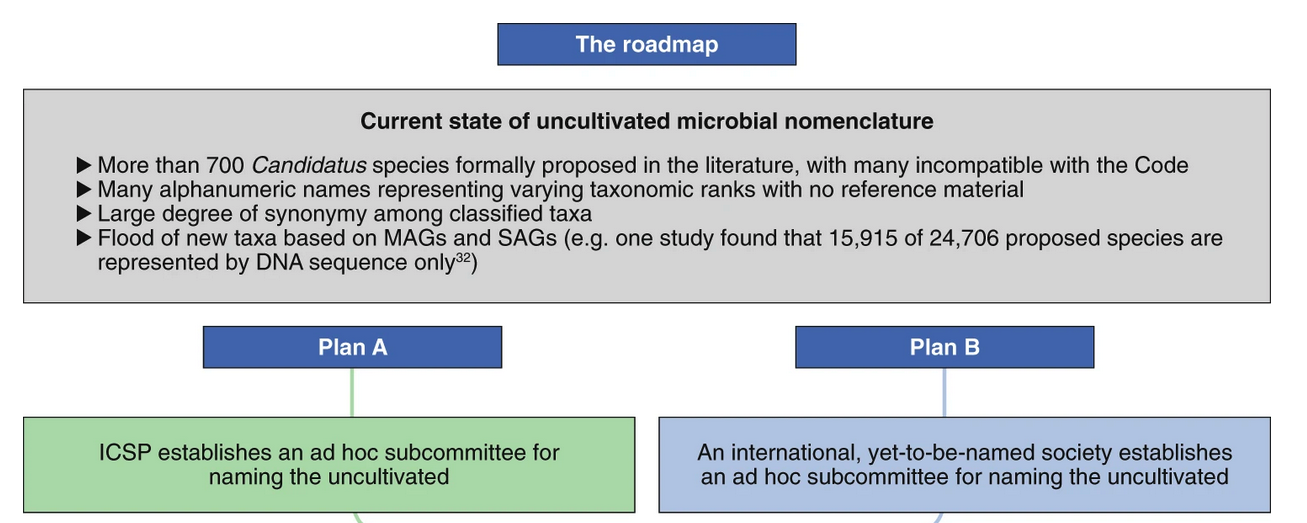 The roadmap
Current state of uncultivated microbial nomenclature
▶ More than 700 Candidatus species formally proposed in the literature, with many incompatible with the Code
▶ Many alphanumeric names representing varying taxonomic ranks with no reference material
▶ Large degree of synonymy among classified taxa
▶ Flood of new taxa based on MAGs and SAGs (e.g. one study found that 15,915 of 24,706 proposed species are
represented by DNA sequence only³²)
Plan A
Plan B
ICSP establishes an ad hoc subcommittee for
naming the uncultivated
An international, yet-to-be-named society establishes
an ad hoc subcommittee for naming the uncultivated